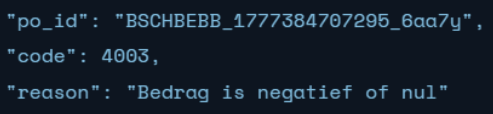 "po_id": "BSCHBEBB_1777384707295_6aa7y",
"code": 4003,
"reason": "Bedrag is negatief of nul"